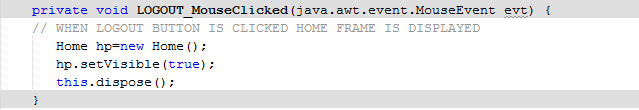 private void LOGOUT_MouseClicked(java.awt.event.MouseEvent evt) {
// WHEN LOGOUT BUTTON IS CLICKED HOME FRAME IS DISPLAYED
Home hp=new Home();
hp.setVisible(true);
this.dispose();
}